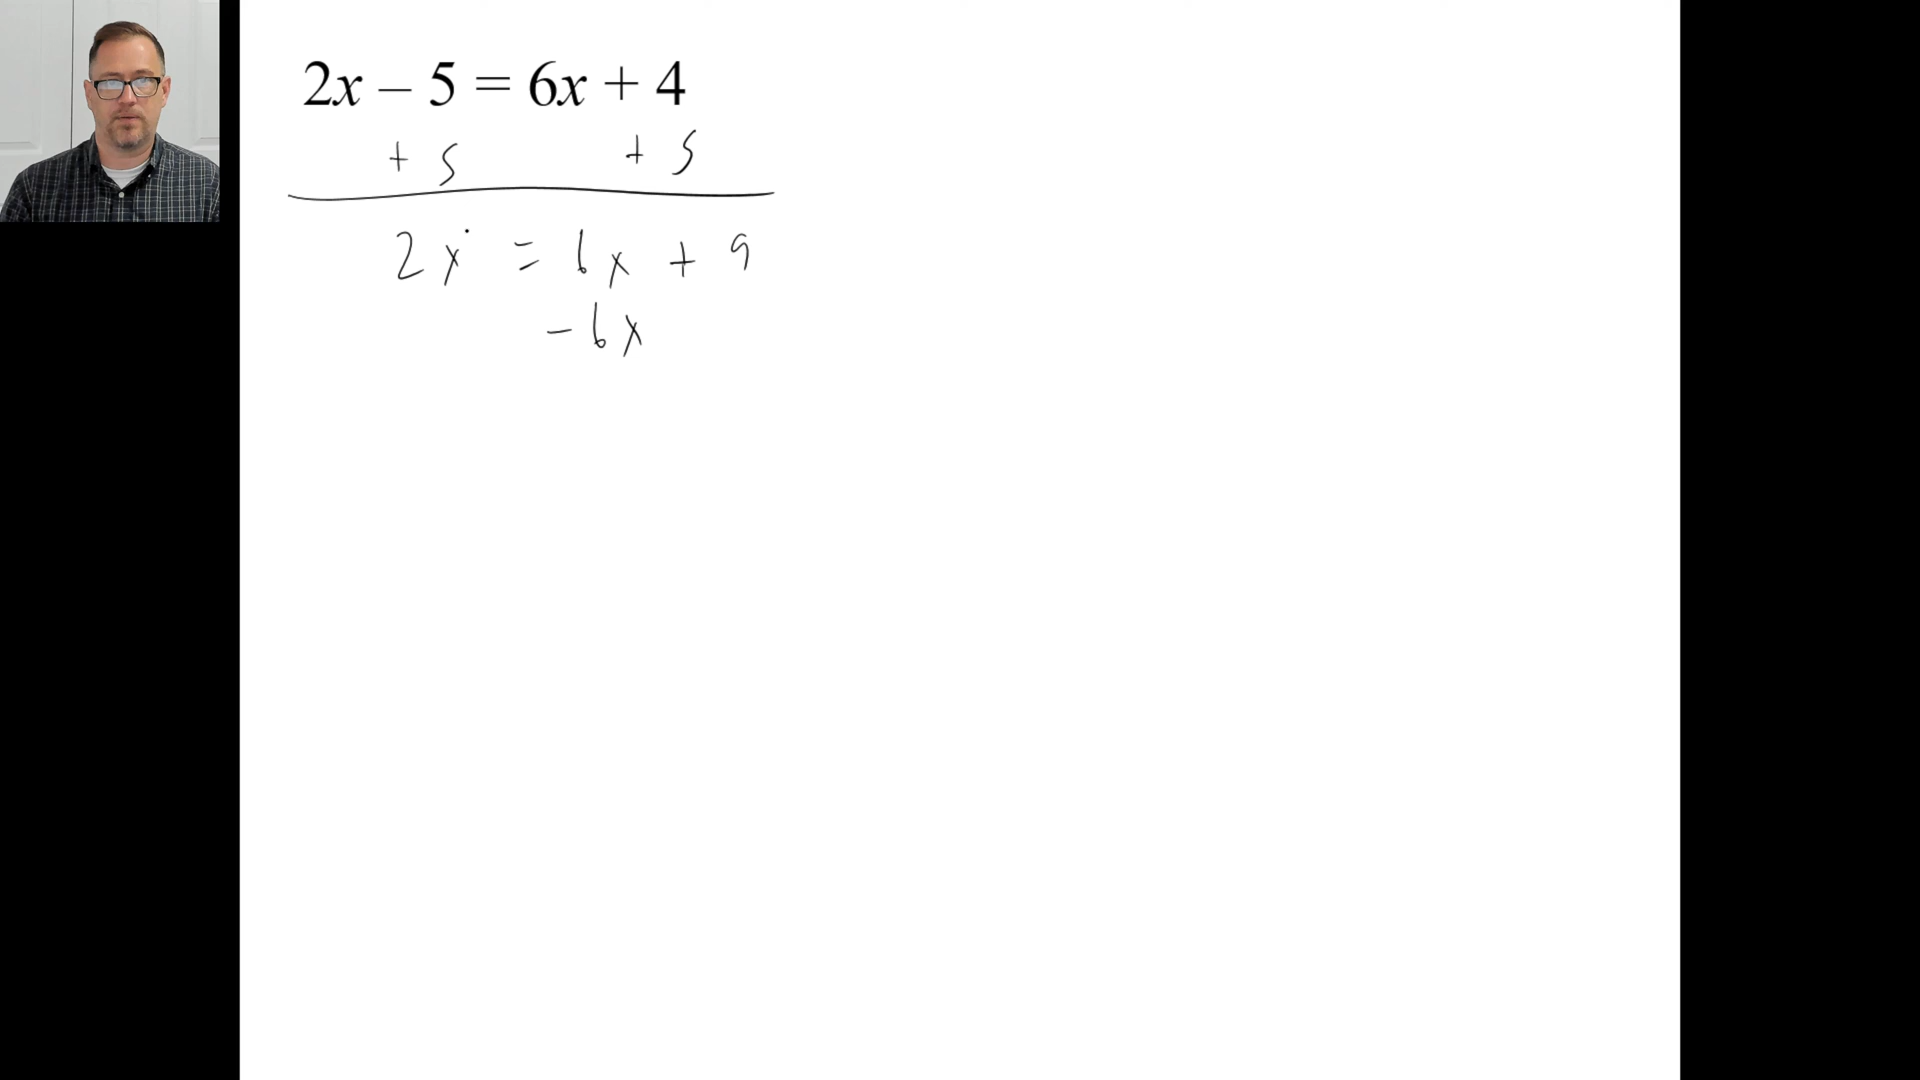 2x – 5 = 6x + 4
+ 5 + 5
2x = 6x + 9
- 6x